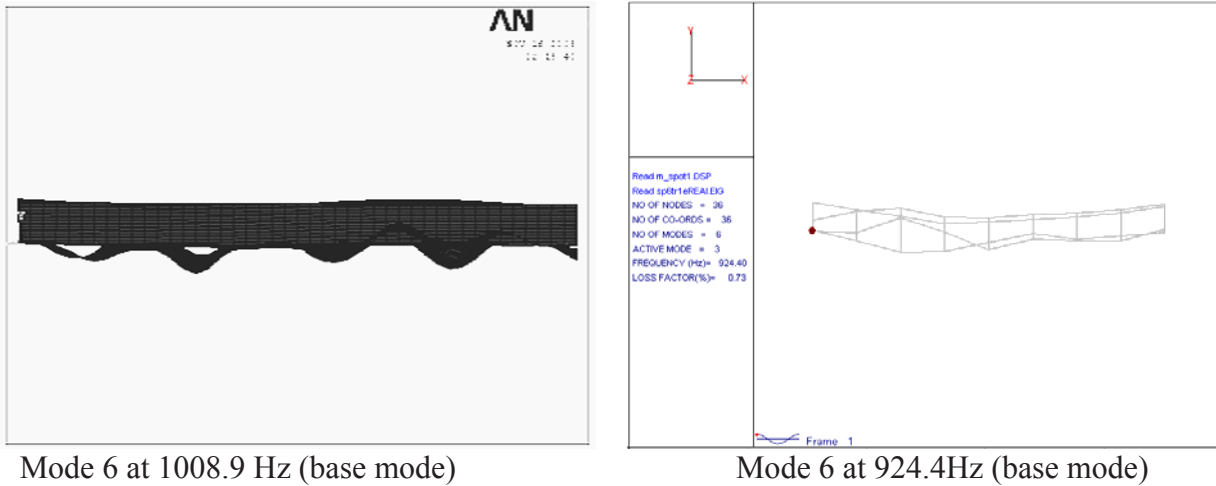 ΛN
Y
Z X
Read m_spot1.DSP
Read sp8tr1eREAl.EIG
NO OF NODES = 36
NO OF CO-ORDS = 36
NO OF MODES = 6
ACTIVE MODE = 3
FREQUENCY (Hz)= 924.40
LOSS FACTOR(%)= 0.73
Frame 1
Mode 6 at 1008.9 Hz (base mode)
Mode 6 at 924.4Hz (base mode)